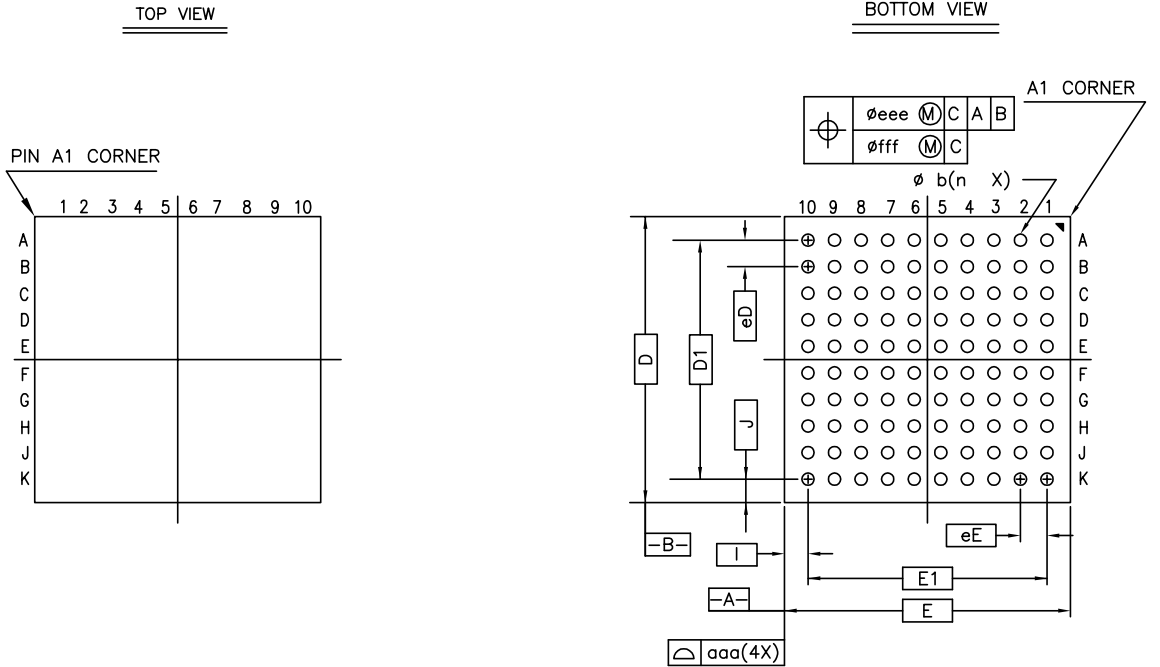 TOP VIEW
PIN A1 CORNER
1 2 3 4 5 6 7 8 9 10
A
B
C
D
E
F
G
H
J
K
BOTTOM VIEW
A1 CORNER
øeee Ⓜ C A B
øfff Ⓜ C
ø b(n X)
10 9 8 7 6 5 4 3 2 1
A
B
C
D
E
F
G
H
J
K
eD
D
D1
J
-B-
I
eE
E1
-A-
E
aaa(4X)